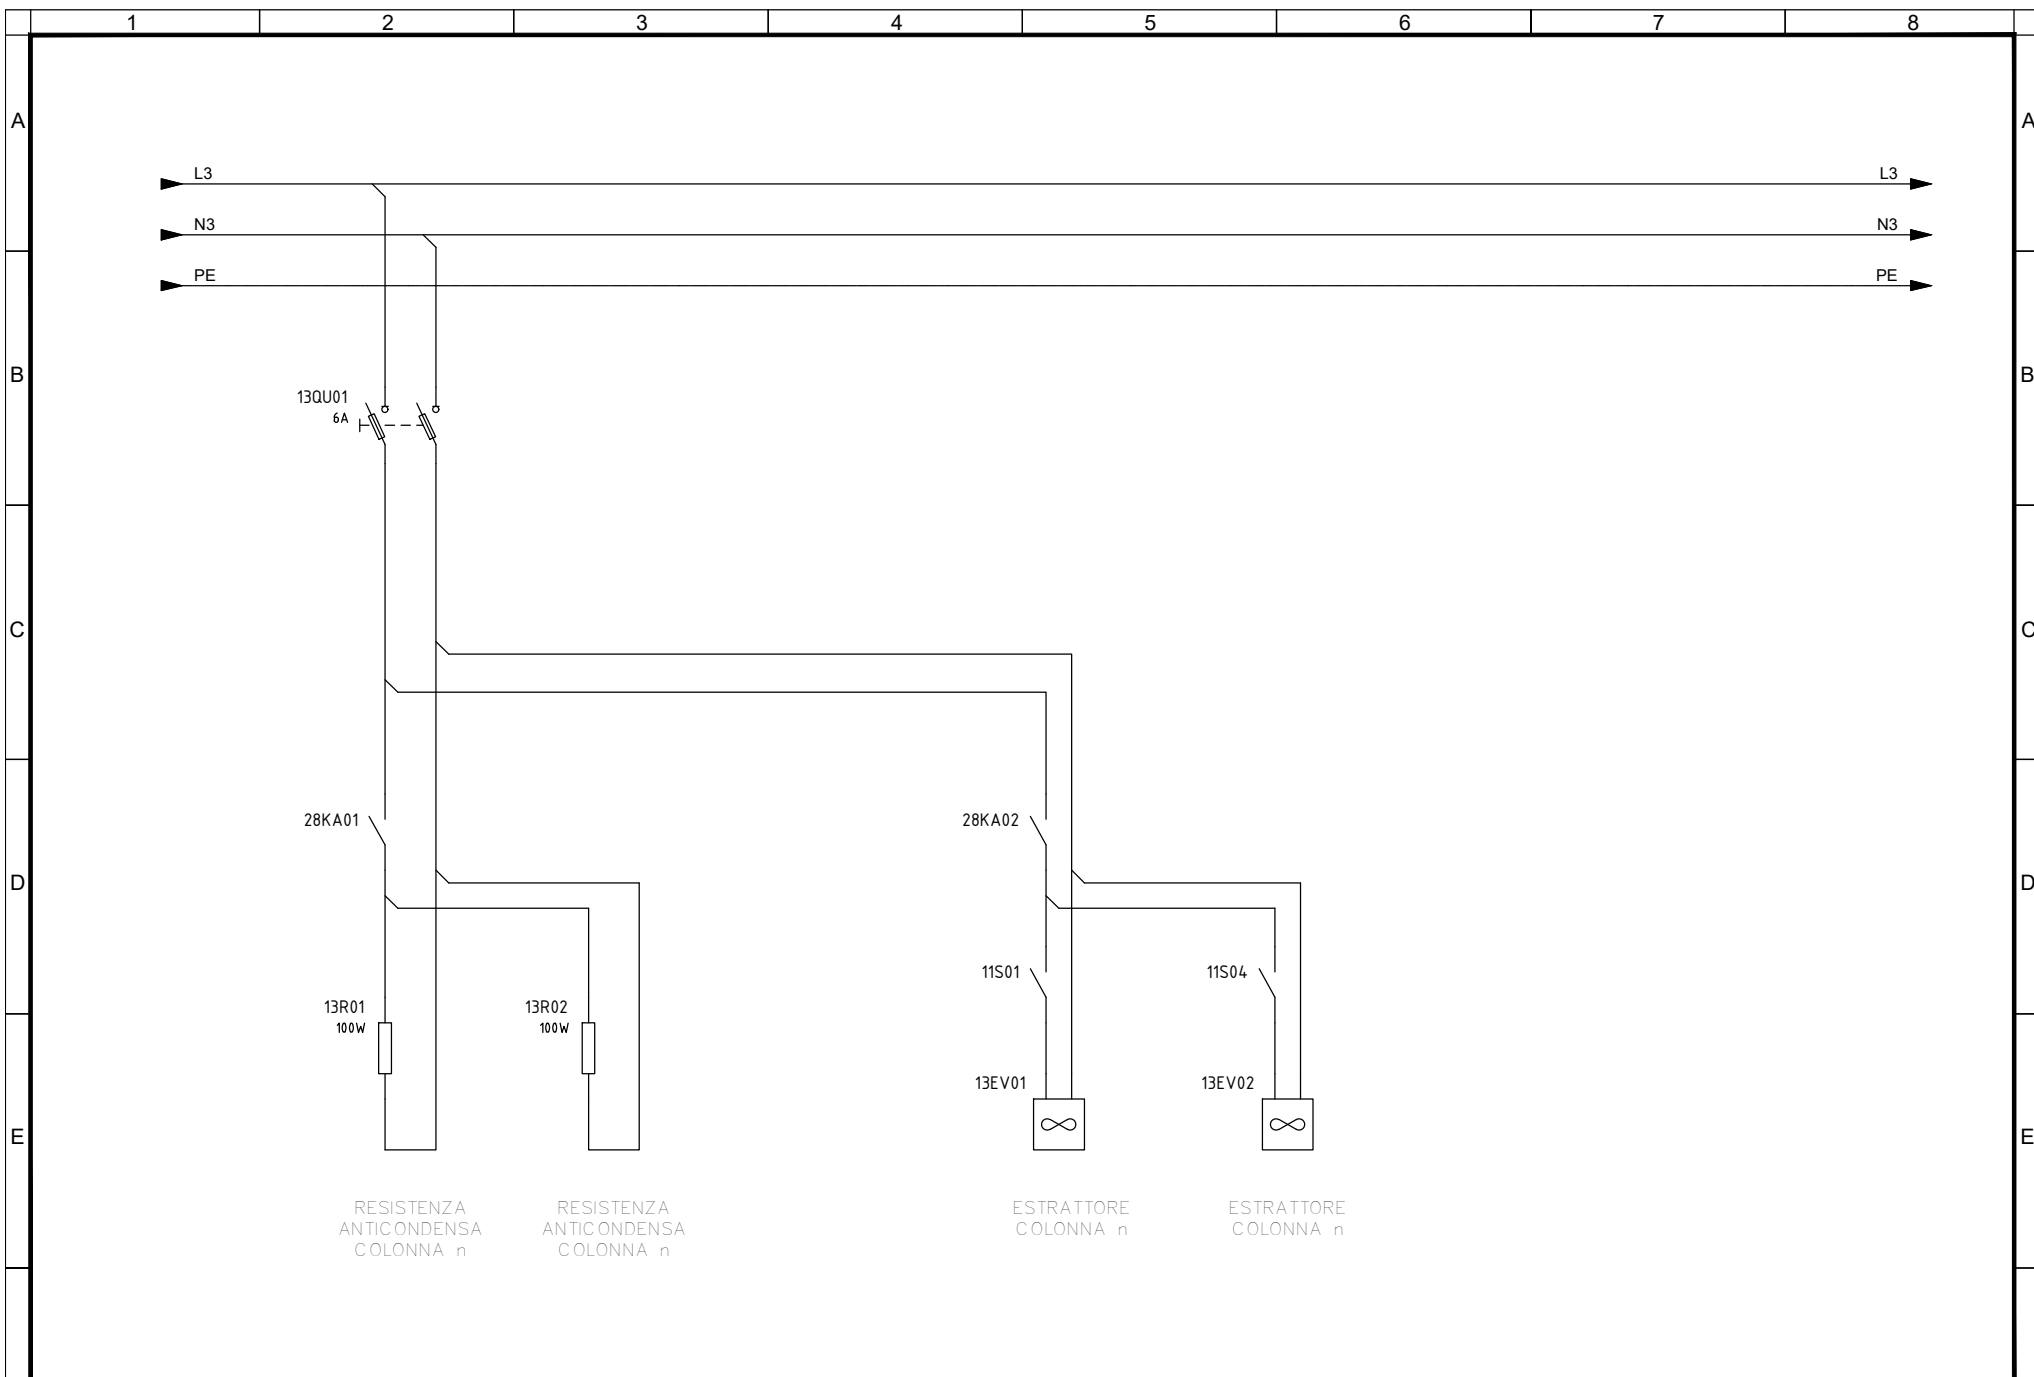 1 2 3 4 5 6 7 8
A A
L3 L3
N3 N3
PE PE
B B
13QU01
6A
C C
28KA01 28KA02
D D
11S01 11S04
13R01 13R02
100W 100W
13EV01 13EV02
E E
RESISTENZA
ANTICONDENSA
COLONNA n
RESISTENZA
ANTICONDENSA
COLONNA n
ESTRATTORE
COLONNA n
ESTRATTORE
COLONNA n